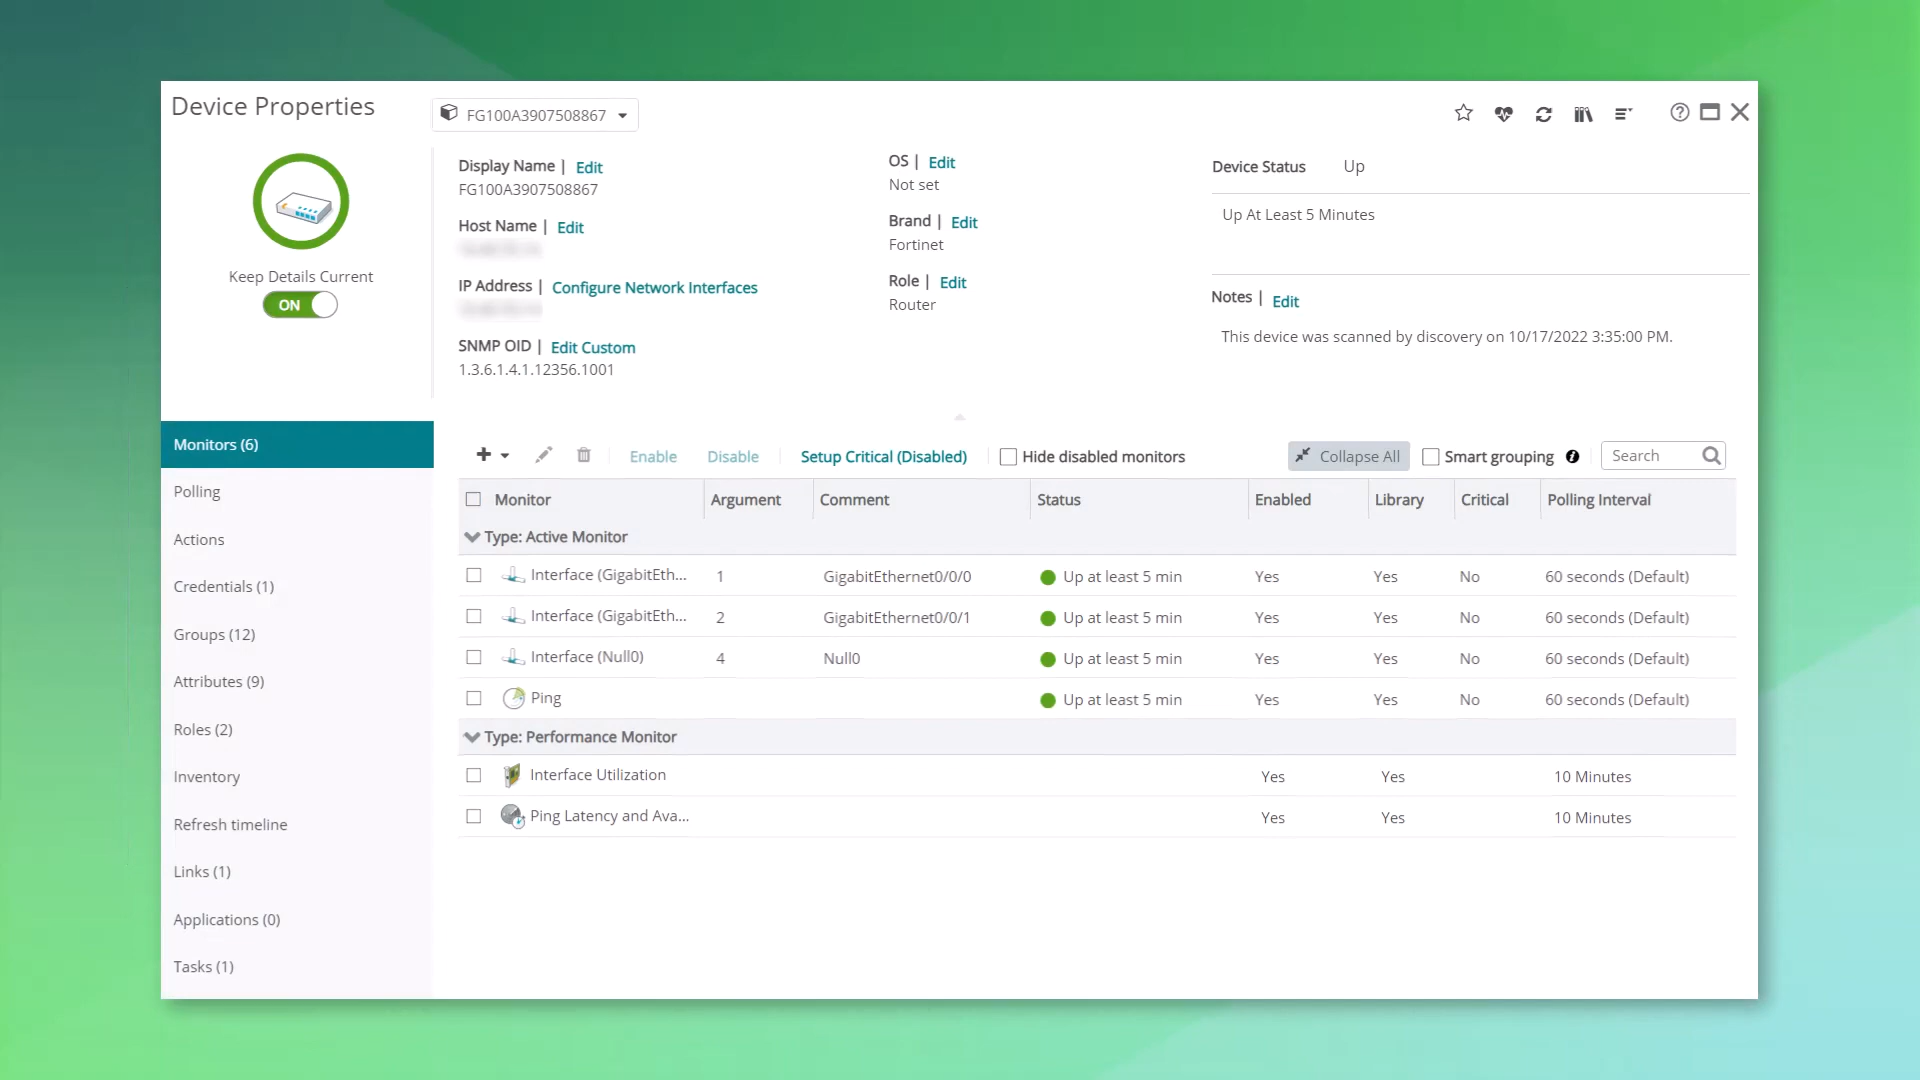 Device Properties
FG100A3907508867
Keep Details Current
ON
Display Name | Edit
FG100A3907508867
Host Name | Edit
IP Address | Configure Network Interfaces
SNMP OID | Edit Custom
1.3.6.1.4.1.12356.1001
OS | Edit
Not set
Brand | Edit
Fortinet
Role | Edit
Router
Device Status Up
Up At Least 5 Minutes
Notes | Edit
This device was scanned by discovery on 10/17/2022 3:35:00 PM.
Monitors (6)
Polling
Actions
Credentials (1)
Groups (12)
Attributes (9)
Roles (2)
Inventory
Refresh timeline
Links (1)
Applications (0)
Tasks (1)
Enable Disable Setup Critical (Disabled) Hide disabled monitors Collapse All Smart grouping Search
Monitor Argument Comment Status Enabled Library Critical Polling Interval
Type: Active Monitor
Interface (GigabitEth... 1 GigabitEthernet0/0/0 Up at least 5 min Yes Yes No 60 seconds (Default)
Interface (GigabitEth... 2 GigabitEthernet0/0/1 Up at least 5 min Yes Yes No 60 seconds (Default)
Interface (Null0) 4 Null0 Up at least 5 min Yes Yes No 60 seconds (Default)
Ping Up at least 5 min Yes Yes No 60 seconds (Default)
Type: Performance Monitor
Interface Utilization Yes Yes 10 Minutes
Ping Latency and Ava... Yes Yes 10 Minutes